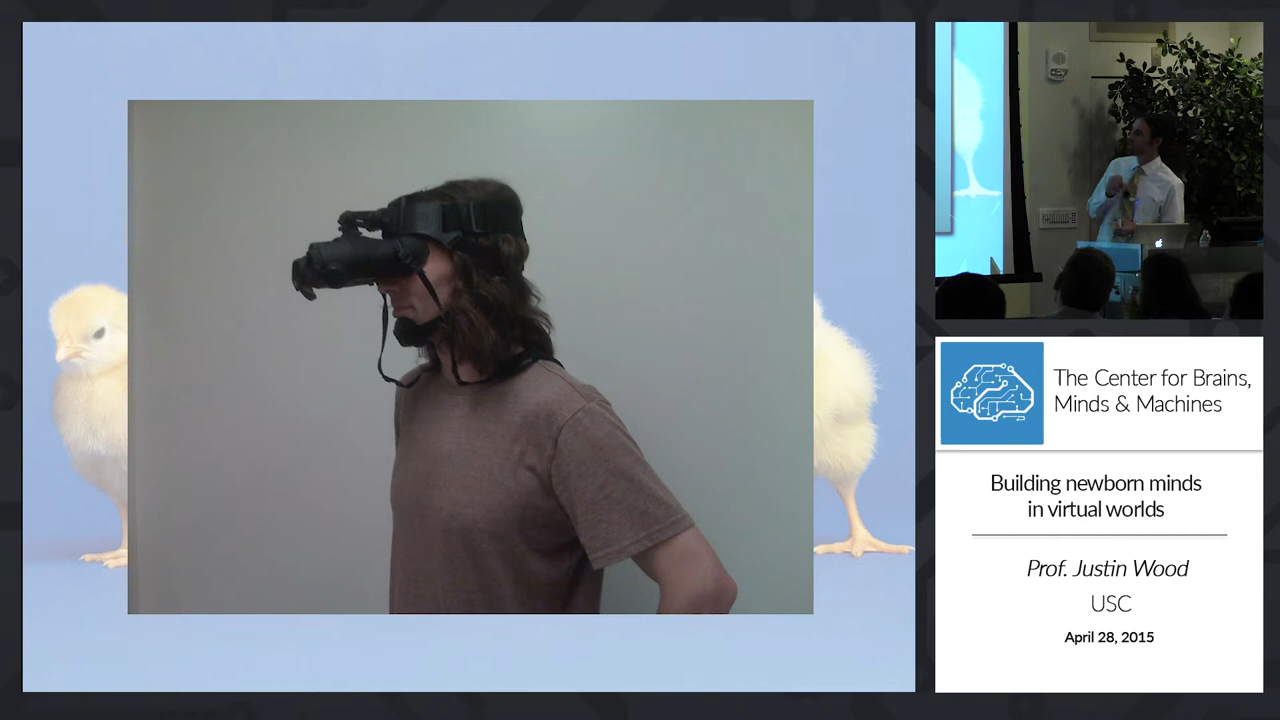 The Center for Brains,
Minds & Machines
Building newborn minds
in virtual worlds
Prof. Justin Wood
USC
April 28, 2015